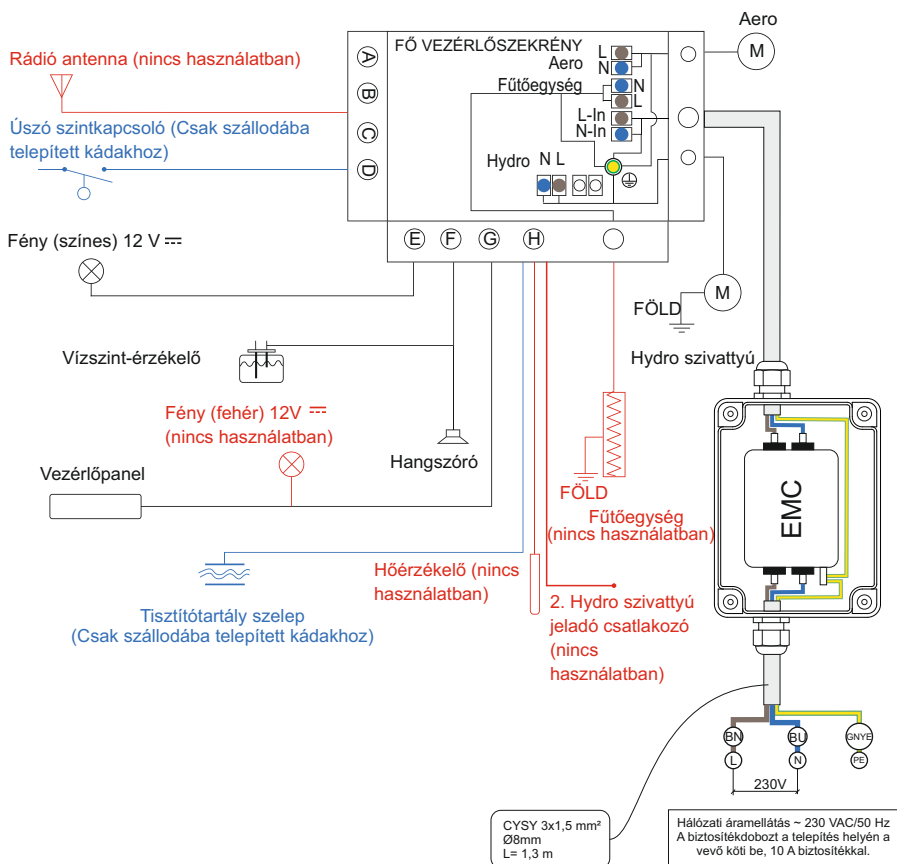 Aero
M
FŐ VEZÉRLŐSZEKRÉNY
L
Aero
N
Fűtőegység
N
L
L-In
N-In
Hydro
N L
A
B
C
D
Rádió antenna (nincs használatban)
Úszó szintkapcsoló (Csak szállodába
telepített kádakhoz)
E
F
G
H
Fény (színes) 12 V
M
FÖLD
Hydro szivattyú
Vízszint-érzékelő
Fény (fehér) 12V
(nincs használatban)
Hangszóró
Vezérlőpanel
FÖLD
Fűtőegység
(nincs használatban)
EMC
Hőérzékelő (nincs
használatban)
2. Hydro szivattyú
jeladó csatlakozó
(nincs
használatban)
Tisztítótartály szelep
(Csak szállodába telepített kádakhoz)
BN
BU
GNYE
L
N
PE
230V
CYSY 3x1,5 mm²
Ø8mm
L= 1,3 m
Hálózati áramellátás ~ 230 VAC/50 Hz
A biztosítékdobozt a telepítés helyén a
vevő köti be, 10 A biztosítékkal.